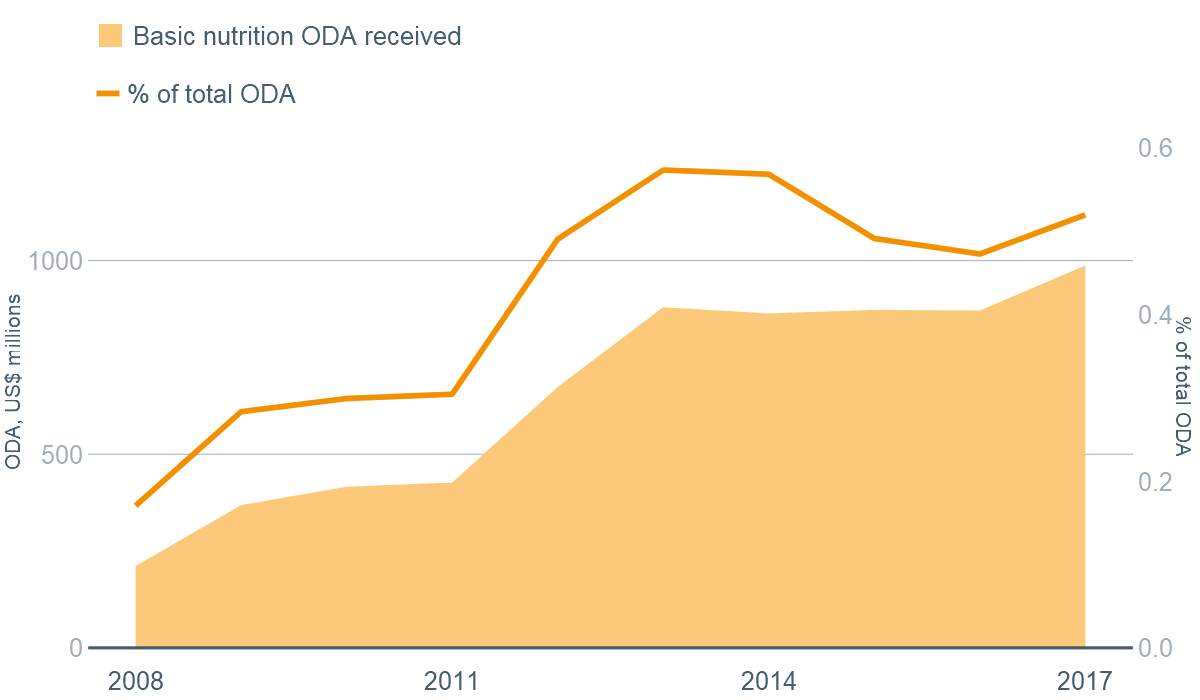 Basic nutrition ODA received
% of total ODA
0.6
1000
0.4
ODA, US$ millions
% of total ODA
500
0.2
0
0.0
2008
2011
2014
2017